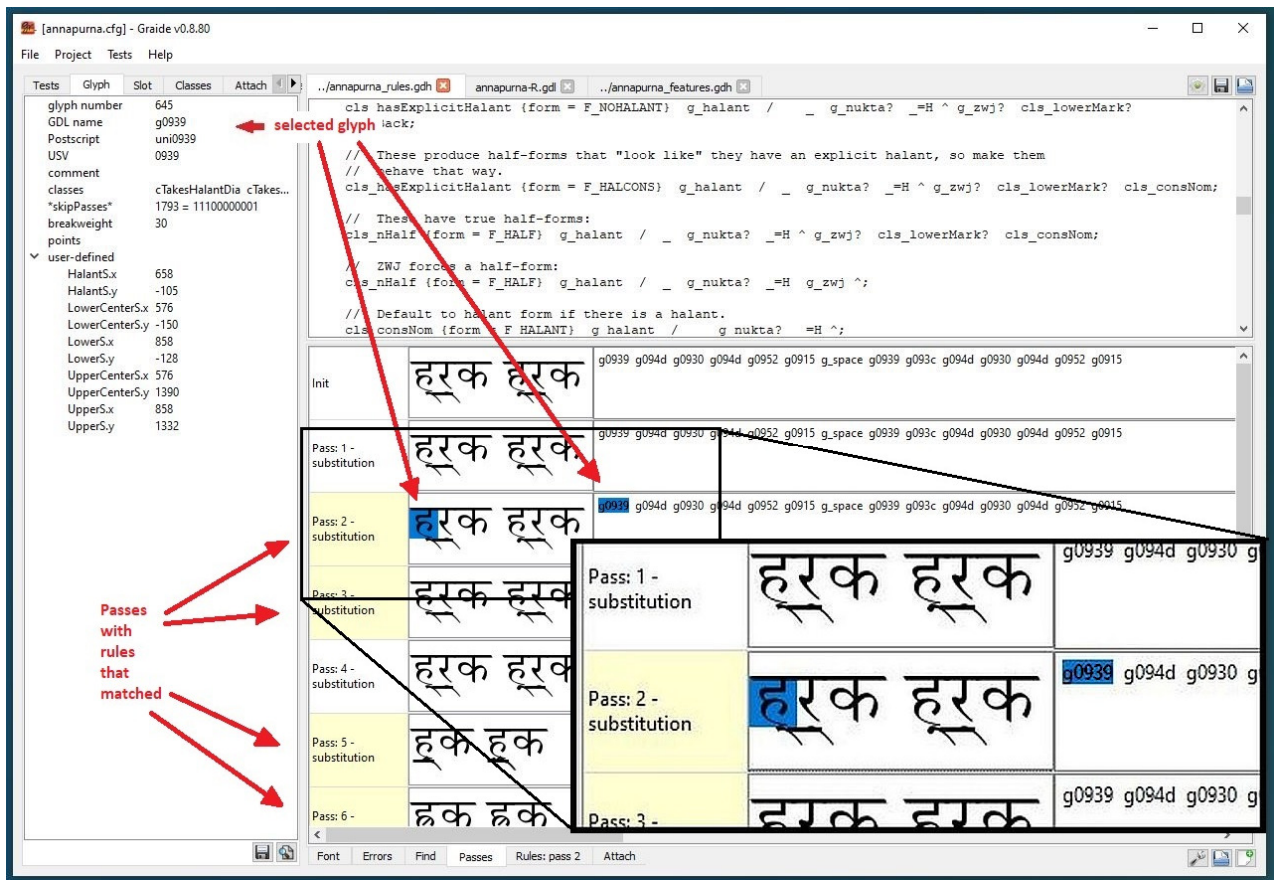 [annapurna.cfg] - Graide v0.8.80
File Project Tests Help
Tests Glyph Slot Classes Attach
glyph number 645
GDL name g0939
Postscript uni0939
USV 0939
comment
classes cTakesHalantDia cTakes...
*skipPasses* 1793 = 11100000001
breakweight 30
points
user-defined
HalantS.x 658
HalantS.y -105
LowerCenterS.x 576
LowerCenterS.y -150
LowerS.x 858
LowerS.y -128
UpperCenterS.x 576
UpperCenterS.y 1390
UpperS.x 858
UpperS.y 1332
selected glyph
Passes
with
rules
that
matched
../annapurna_rules.gdh annapurna-R.gdl ../annapurna_features.gdh
cls hasExplicitHalant {form = F_NOHALANT} g_halant / _ g_nukta? _=H ^ g_zwj? cls_lowerMark?
// These produce half-forms that "look like" they have an explicit halant, so make them
// behave that way.
cls_hasExplicitHalant {form = F_HALCONS} g_halant / _ g_nukta? _=H ^ g_zwj? cls_lowerMark? cls_consNom;
// These have true half-forms:
cls_nHalf {form = F_HALF} g_halant / _ g_nukta? _=H ^ g_zwj? cls_lowerMark? cls_consNom;
// ZWJ forces a half-form:
cls_nHalf {form = F_HALF} g_halant / _ g_nukta? _=H g_zwj ^;
// Default to halant form if there is a halant.
cls_consNom {form = F HALANT} g halant / g nukta? =H ^;
Init ह्र॒क ह़्र्॒क g0939 g094d g0930 g094d g0952 g0915 g_space g0939 g093c g094d g0930 g094d g0952 g0915
Pass: 1 - substitution g0939 g094d g0930 g094d g0952 g0915 g_space g0939 g093c g094d g0930 g094d g0952 g0915
Pass: 2 - substitution g0939 g094d g0930 g094d g0952 g0915 g_space g0939 g093c g094d g0930 g094d g0952 g0915
Pass: 3 - substitution
Pass: 4 - substitution
Pass: 5 - substitution
Pass: 6 -
Pass: 1 - substitution g0939 g094d g0930 g
Pass: 2 - substitution g0939 g094d g0930 g
Pass: 3 - g0939 g094d g0930 g
Font Errors Find Passes Rules: pass 2 Attach